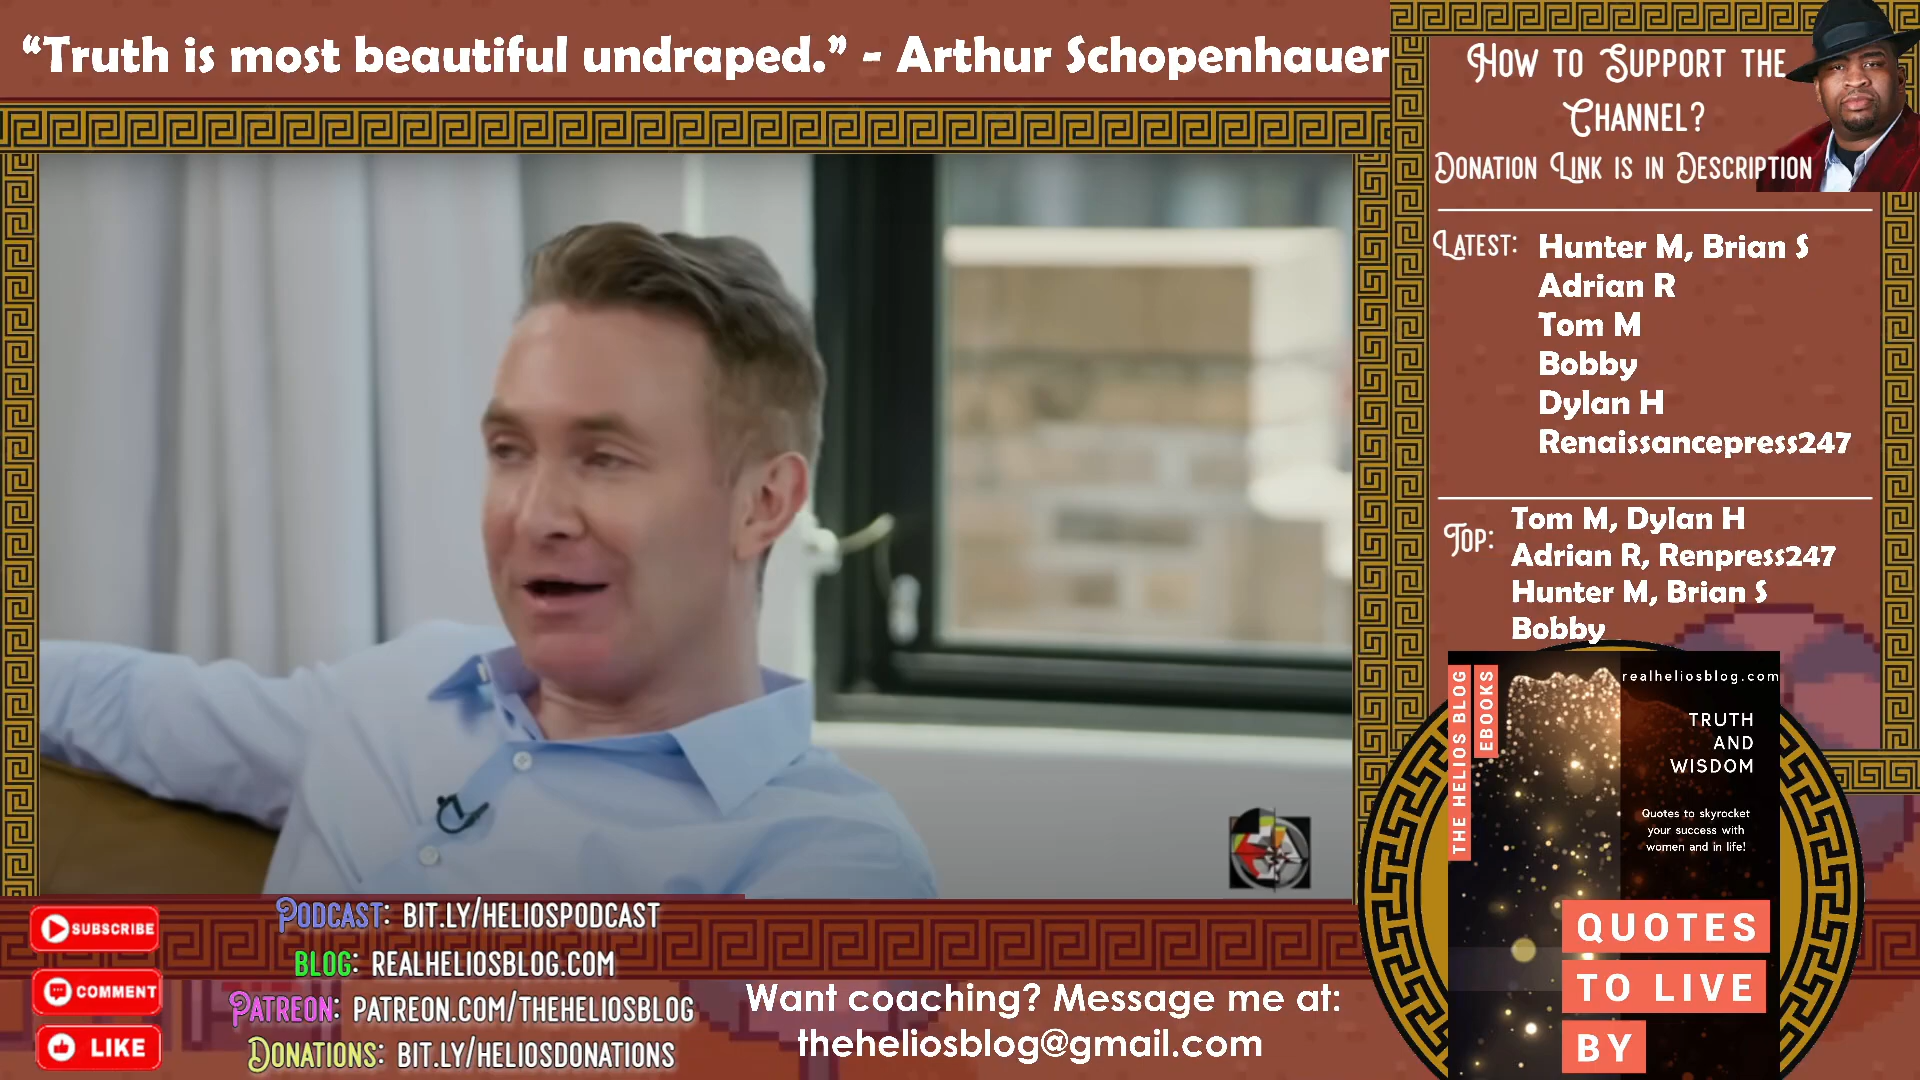 “Truth is most beautiful undraped.” - Arthur Schopenhauer
How to Support the
Channel?
Donation Link is in Description
Latest: Hunter M, Brian S
Adrian R
Tom M
Bobby
Dylan H
Renaissancepress247
Top: Tom M, Dylan H
Adrian R, Renpress247
Hunter M, Brian S
Bobby
THE HELIOS BLOG
EBOOKS
realheliosblog.com
TRUTH
AND
WISDOM
Quotes to skyrocket
your success with
women and in life!
QUOTES
TO LIVE
BY
SUBSCRIBE
COMMENT
LIKE
Podcast: bit.ly/heliospodcast
Blog: realheliosblog.com
Patreon: patreon.com/theheliosblog
Donations: bit.ly/heliosdonations
Want coaching? Message me at:
theheliosblog@gmail.com